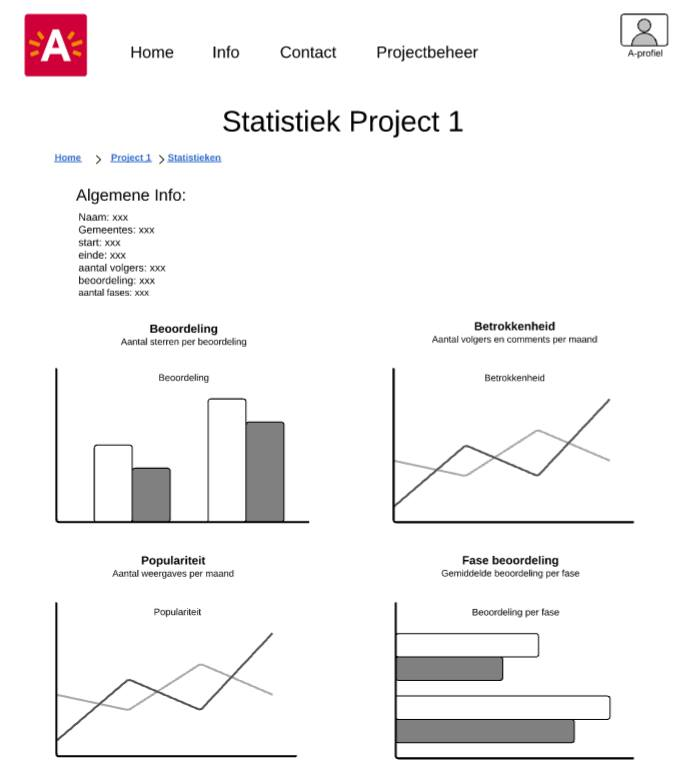 A
Home Info Contact Projectbeheer
A-profiel
Statistiek Project 1
Home > Project 1 > Statistieken
Algemene Info:
Naam: xxx
Gemeentes: xxx
start: xxx
einde: xxx
aantal volgers: xxx
beoordeling: xxx
aantal fases: xxx
Beoordeling
Aantal sterren per beoordeling
Beoordeling
Betrokkenheid
Aantal volgers en comments per maand
Betrokkenheid
Populariteit
Aantal weergaves per maand
Populariteit
Fase beoordeling
Gemiddelde beoordeling per fase
Beoordeling per fase